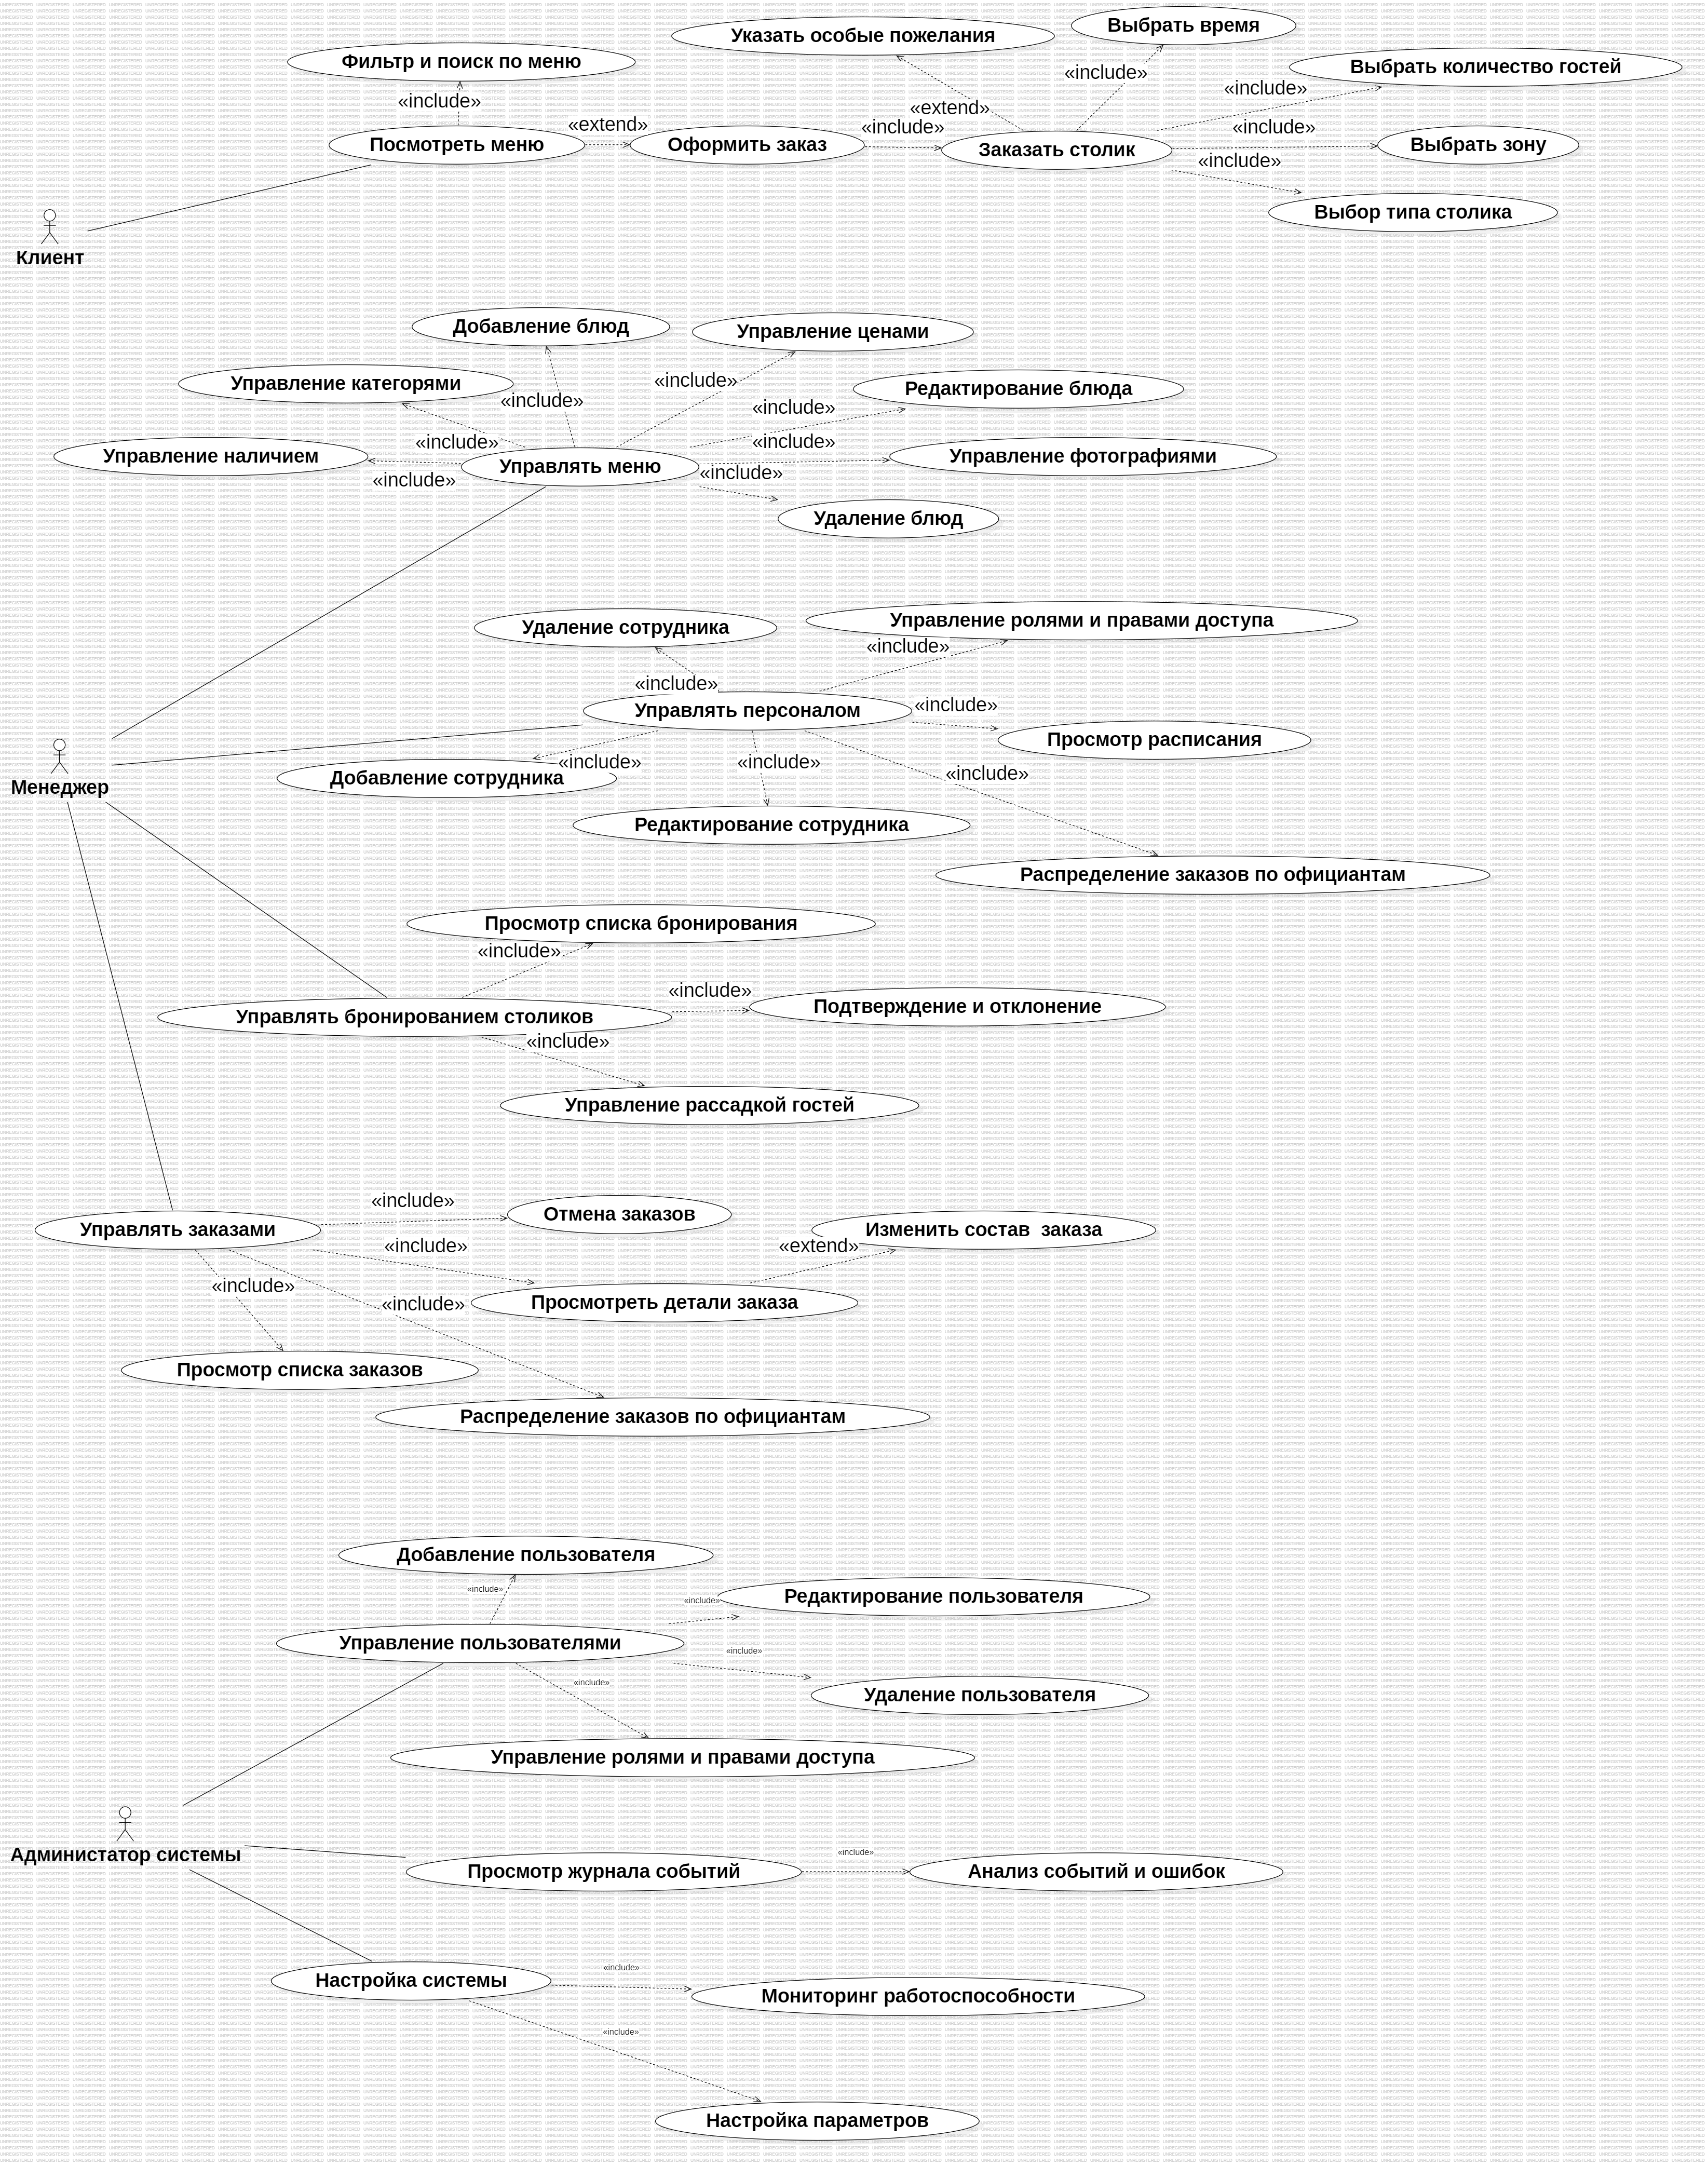 Указать особые пожелания
Выбрать время
Фильтр и поиск по меню
Выбрать количество гостей
«include»
«include»
«include»
«extend»
«extend»
«include»
«include»
Посмотреть меню
Оформить заказ
Заказать столик
Выбрать зону
«include»
Выбор типа столика
Клиент
Добавление блюд
Управление ценами
Управление категорями
«include»
Редактирование блюда
«include»
«include»
«include»
«include»
Управление наличием
Управлять меню
Управление фотографиями
«include»
«include»
Удаление блюд
Удаление сотрудника
Управление ролями и правами доступа
«include»
«include»
Управлять персоналом
«include»
Просмотр расписания
Менеджер
Добавление сотрудника
«include»
«include»
«include»
Редактирование сотрудника
Распределение заказов по официантам
Просмотр списка бронирования
«include»
«include»
Управлять бронированием столиков
Подтверждение и отклонение
«include»
Управление рассадкой гостей
«include»
Отмена заказов
Управлять заказами
Изменить состав  заказа
«include»
«extend»
«include»
«include»
Просмотреть детали заказа
Просмотр списка заказов
Распределение заказов по официантам
Добавление пользователя
«include»
«include»
Редактирование пользователя
Управление пользователями
«include»
«include»
Удаление пользователя
Управление ролями и правами доступа
Администатор системы
«include»
Просмотр журнала событий
Анализ событий и ошибок
«include»
Настройка системы
Мониторинг работоспособности
«include»
Настройка параметров